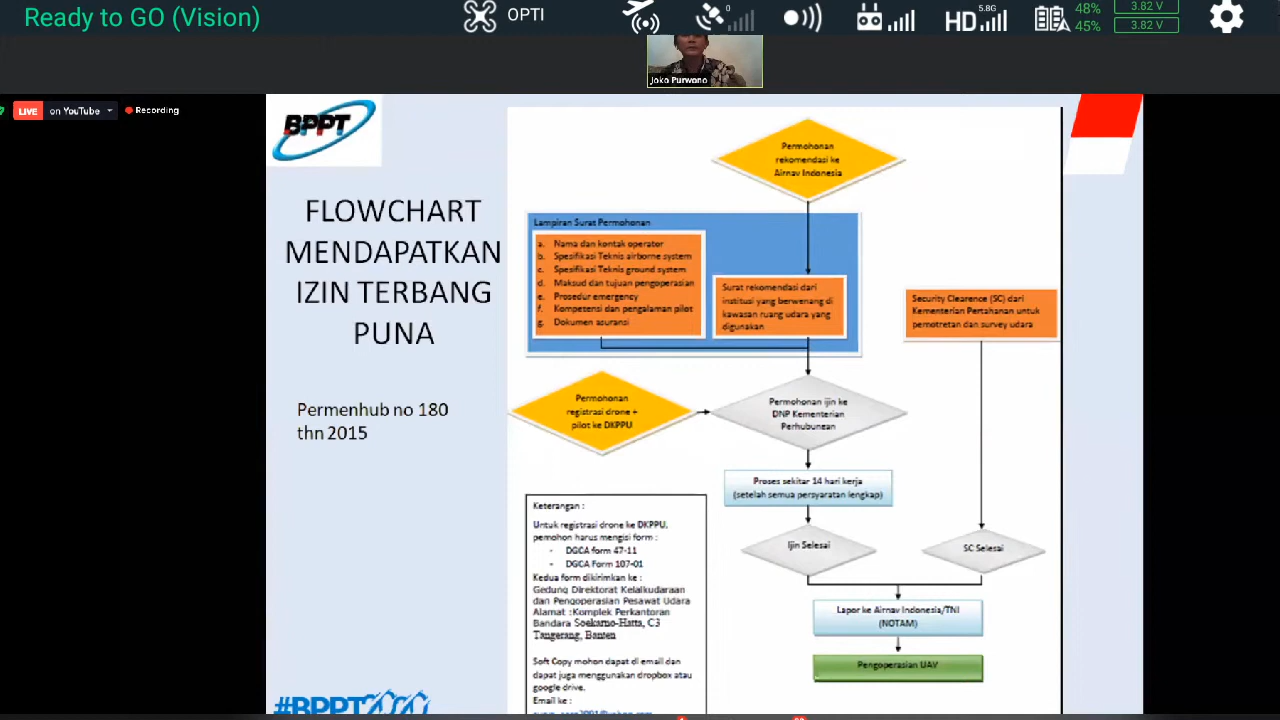 Ready to GO (Vision)
OPTI
0
5.8G
HD
48%
45%
3.82 V
3.82 V
Joko Purwono
LIVE on YouTube
Recording
BPPT
FLOWCHART
MENDAPATKAN
IZIN TERBANG
PUNA
Permenhub no 180
thn 2015
Permohonan
rekomendasi ke
Airnav Indonesia
Lampiran Surat Permohonan
a. Nama dan kontak operator
b. Spesifikasi Teknis airborne system
c. Spesifikasi Teknis ground system
d. Maksud dan tujuan pengoperasian
e. Prosedur emergency
f. Kompetensi dan pengalaman pilot
g. Dokumen asuransi
Surat rekomendasi dari
institusi yang berwenang di
kawasan ruang udara yang
digunakan
Security Clearence (SC) dari
Kementerian Pertahanan untuk
pemotretan dan survey udara
Permohonan
registrasi drone +
pilot ke DKPPU
Permohonan ijin ke
DNP Kementerian
Perhubungan
Proses sekitar 14 hari kerja
(setelah semua persyaratan lengkap)
Ijin Selesai
SC Selesai
Lapor ke Airnav Indonesia/TNI
(NOTAM)
Pengoperasian UAV
Keterangan :
Untuk registrasi drone ke DKPPU,
pemohon harus mengisi form :
- DGCA form 47-11
- DGCA Form 107-01
Kedua form dikirimkan ke :
Gedung Direktorat Kelaikudaraan
dan Pengoperasian Pesawat Udara
Alamat :Komplek Perkantoran
Bandara Soekarno-Hatta, C3
Tangerang, Banten
Soft Copy mohon dapat di email dan
dapat juga menggunakan dropbox atau
google drive.
Email ke :
#BPPT